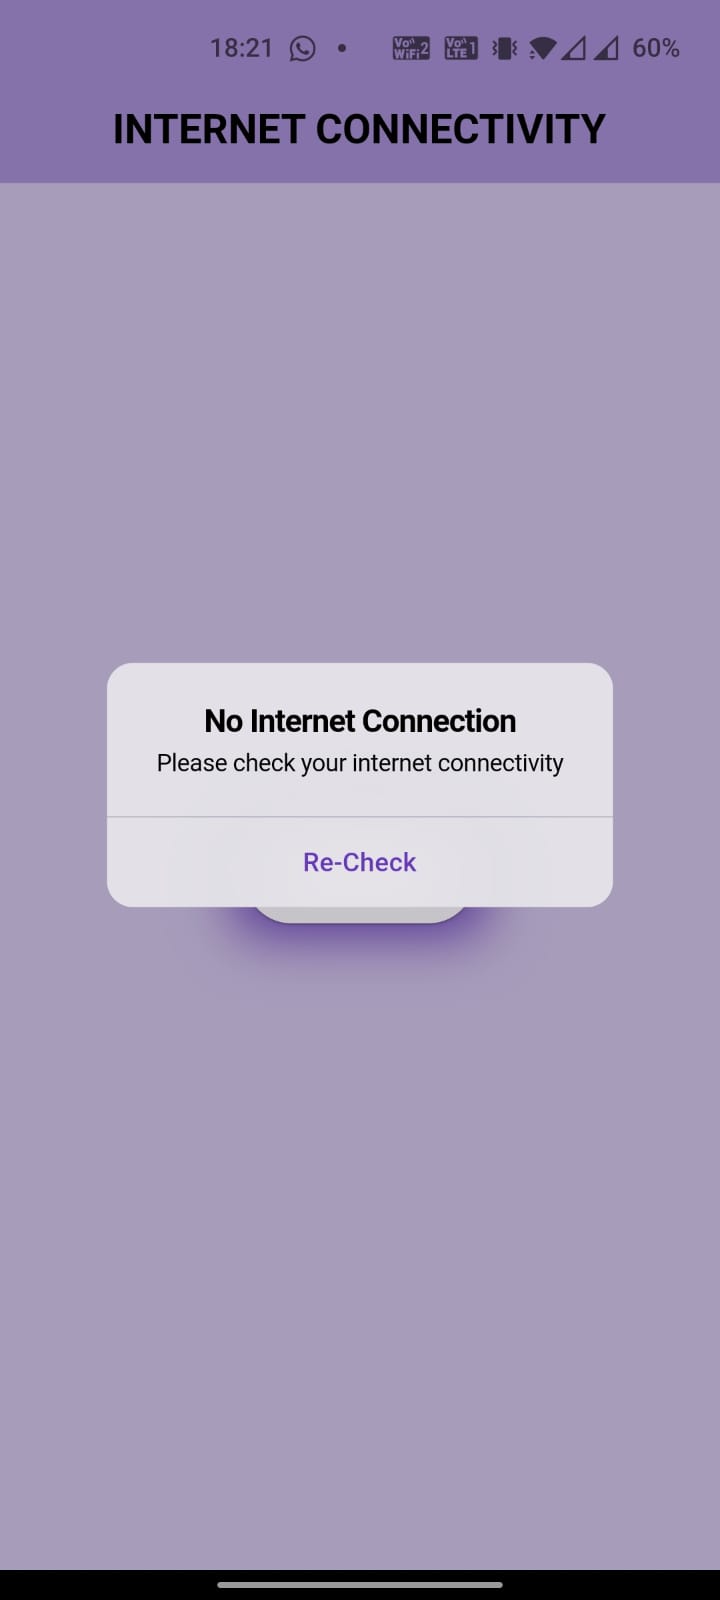 18:21 Vo WiFi 2 Vo LTE 1 60%
INTERNET CONNECTIVITY
No Internet Connection
Please check your internet connectivity
Re-Check